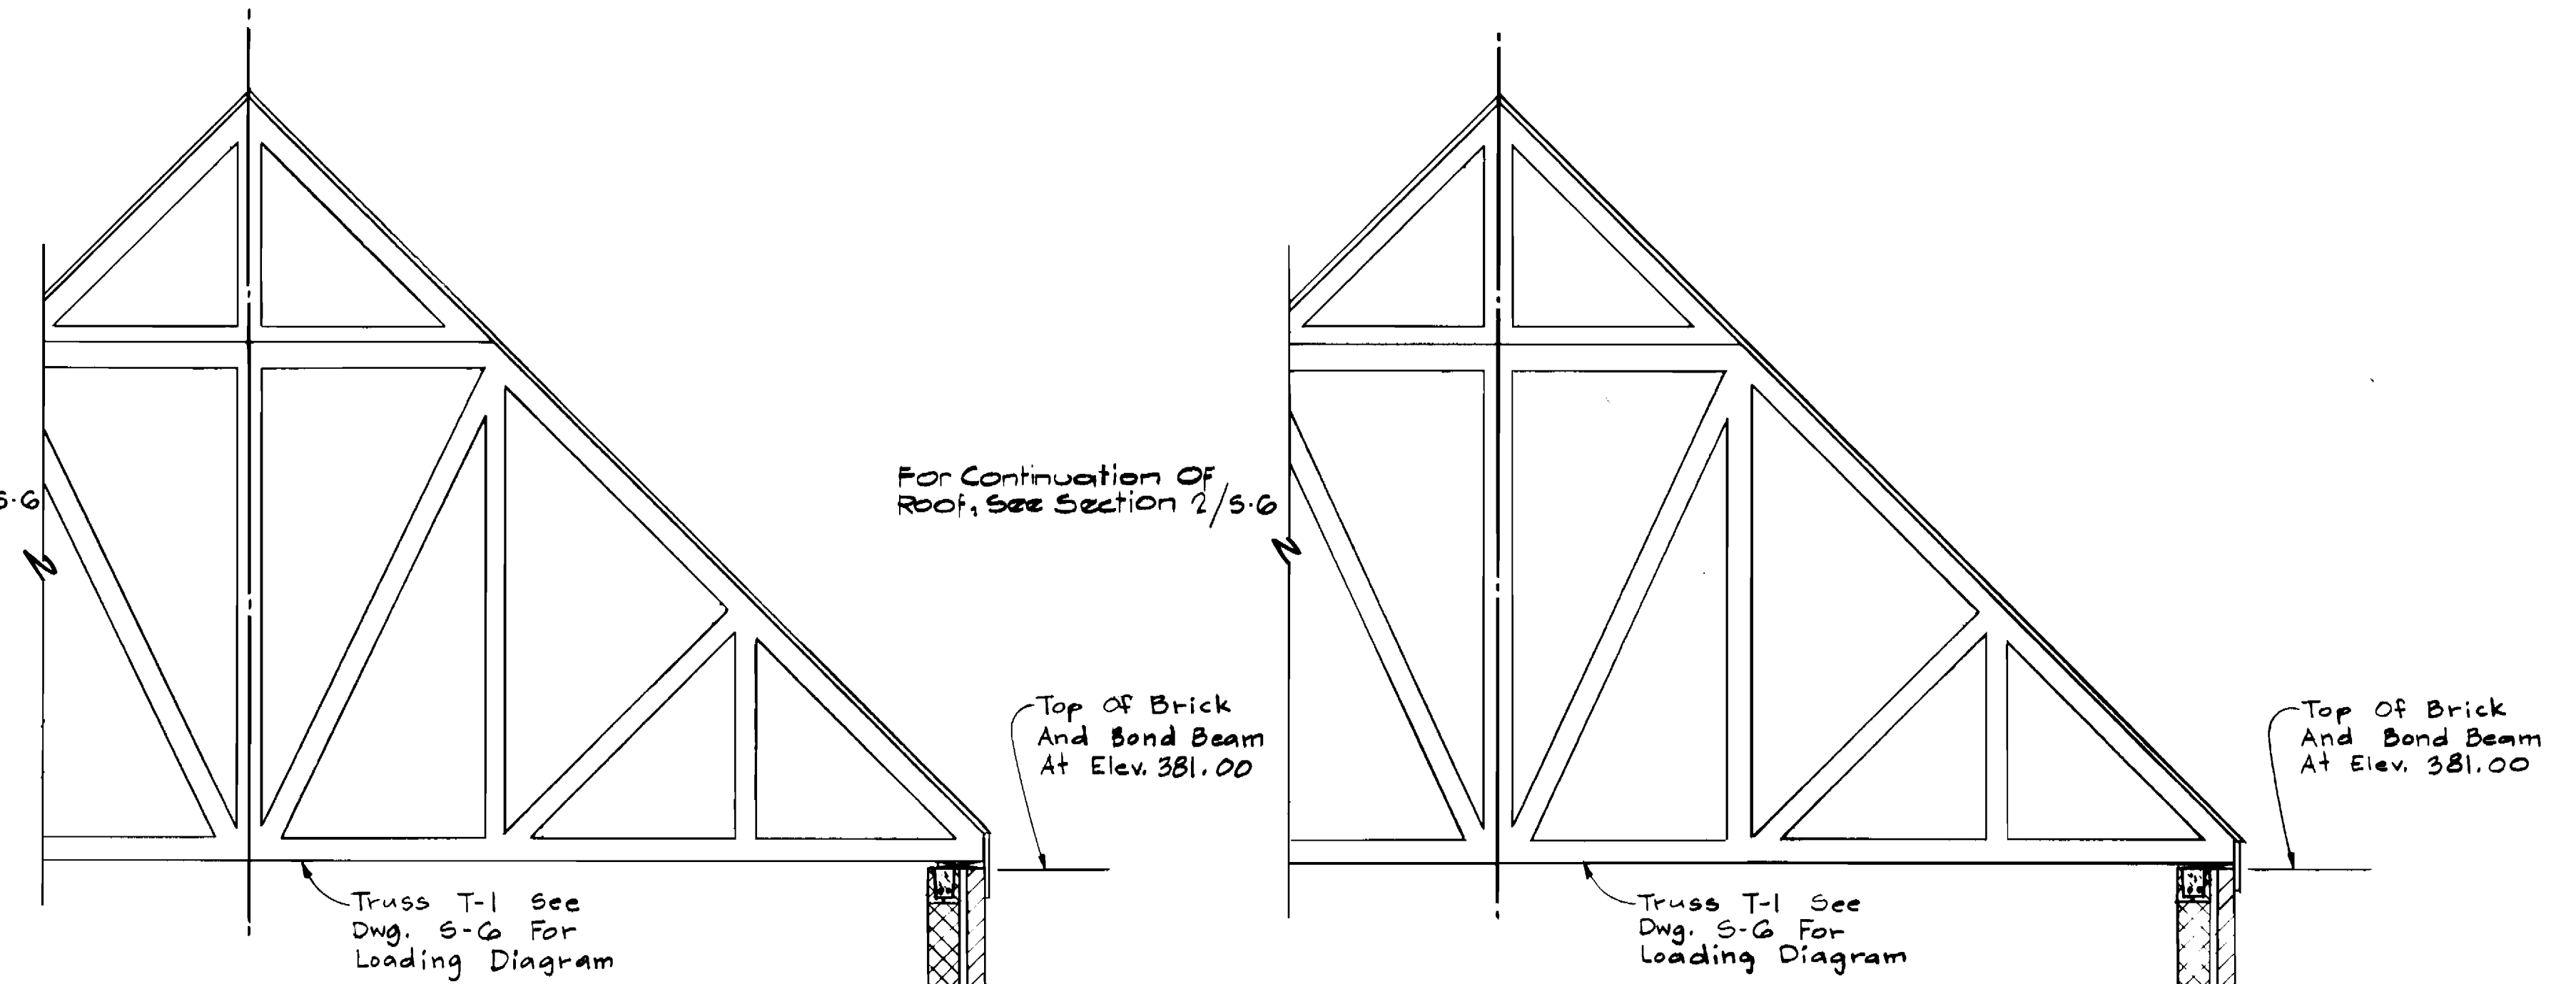 S-6
For Continuation Of
Roof, See Section 2/S-6
Top Of Brick
And Bond Beam
At Elev. 381.00
Top Of Brick
And Bond Beam
At Elev. 381.00
Truss T-1 See
Dwg. S-6 For
Loading Diagram
Truss T-1 See
Dwg. S-6 For
Loading Diagram